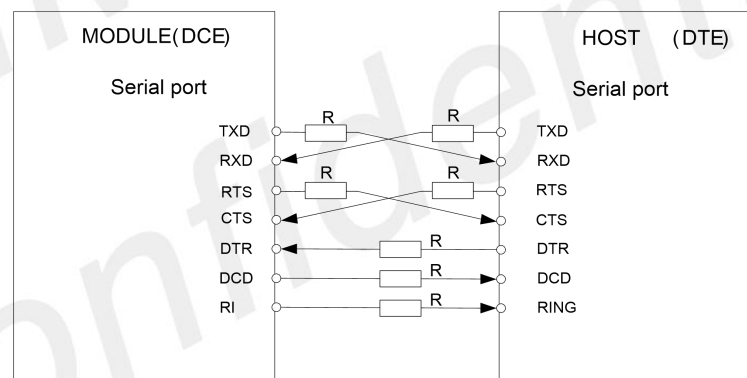 MODULE(DCE) HOST (DTE)
Serial port Serial port
R R
TXD TXD
RXD RXD
R R
RTS RTS
CTS CTS
DTR R DTR
DCD R DCD
RI R RING